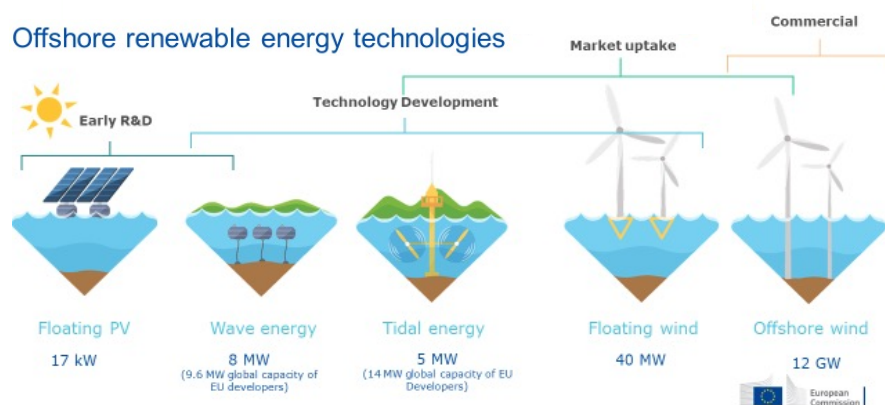 Offshore renewable energy technologies
Commercial
Market uptake
Technology Development
Early R&D
Floating PV
Wave energy
Tidal energy
Floating wind
Offshore wind
17 kW
8 MW
(9.6 MW global capacity of
EU developers)
5 MW
(14 MW global capacity of EU
Developers)
40 MW
12 GW
European
Commission